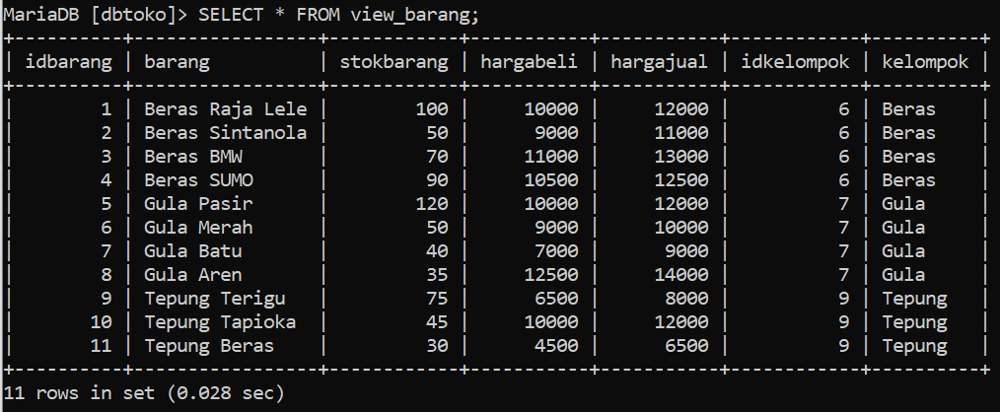 MariaDB [dbtoko]> SELECT * FROM view_barang;
+----------+-----------------+------------+-----------+-----------+------------+----------+
| idbarang | barang          | stokbarang | hargabeli | hargajual | idkelompok | kelompok |
+----------+-----------------+------------+-----------+-----------+------------+----------+
|        1 | Beras Raja Lele |        100 |     10000 |     12000 |          6 | Beras    |
|        2 | Beras Sintanola |         50 |      9000 |     11000 |          6 | Beras    |
|        3 | Beras BMW       |         70 |     11000 |     13000 |          6 | Beras    |
|        4 | Beras SUMO      |         90 |     10500 |     12500 |          6 | Beras    |
|        5 | Gula Pasir      |        120 |     10000 |     12000 |          7 | Gula     |
|        6 | Gula Merah      |         50 |      9000 |     10000 |          7 | Gula     |
|        7 | Gula Batu       |         40 |      7000 |      9000 |          7 | Gula     |
|        8 | Gula Aren       |         35 |     12500 |     14000 |          7 | Gula     |
|        9 | Tepung Terigu   |         75 |      6500 |      8000 |          9 | Tepung   |
|       10 | Tepung Tapioka  |         45 |     10000 |     12000 |          9 | Tepung   |
|       11 | Tepung Beras    |         30 |      4500 |      6500 |          9 | Tepung   |
+----------+-----------------+------------+-----------+-----------+------------+----------+
11 rows in set (0.028 sec)